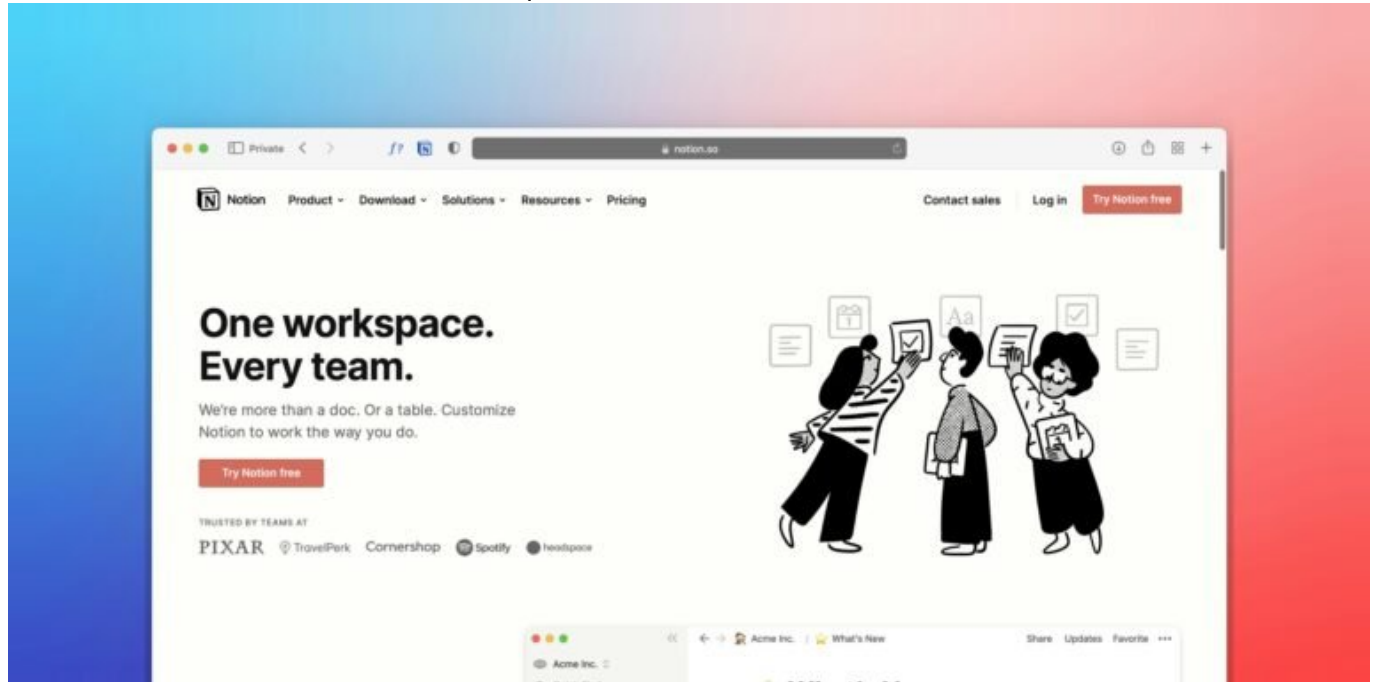 Private
notion.so
Notion Product Download Solutions Resources Pricing Contact sales Log in Try Notion free
One workspace.
Every team.
We're more than a doc. Or a table. Customize
Notion to work the way you do.
Try Notion free
TRUSTED BY TEAMS AT
PIXAR TravelPerk Cornershop Spotify headspace
Aa
Acme Inc. What's New Share Updates Favorite
Acme Inc.